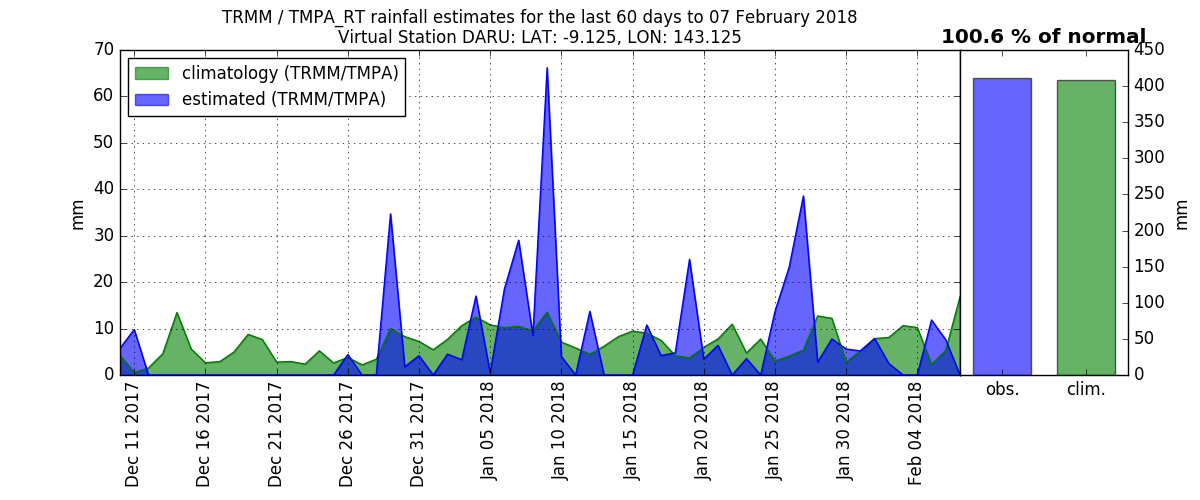 TRMM / TMPA_RT rainfall estimates for the last 60 days to 07 February 2018
Virtual Station DARU: LAT: -9.125, LON: 143.125
100.6 % of normal
climatology (TRMM/TMPA)
estimated (TRMM/TMPA)
70
60
50
40
30
20
10
0
mm
Dec 11 2017
Dec 16 2017
Dec 21 2017
Dec 26 2017
Dec 31 2017
Jan 05 2018
Jan 10 2018
Jan 15 2018
Jan 20 2018
Jan 25 2018
Jan 30 2018
Feb 04 2018
450
400
350
300
250
200
150
100
50
0
mm
obs.
clim.